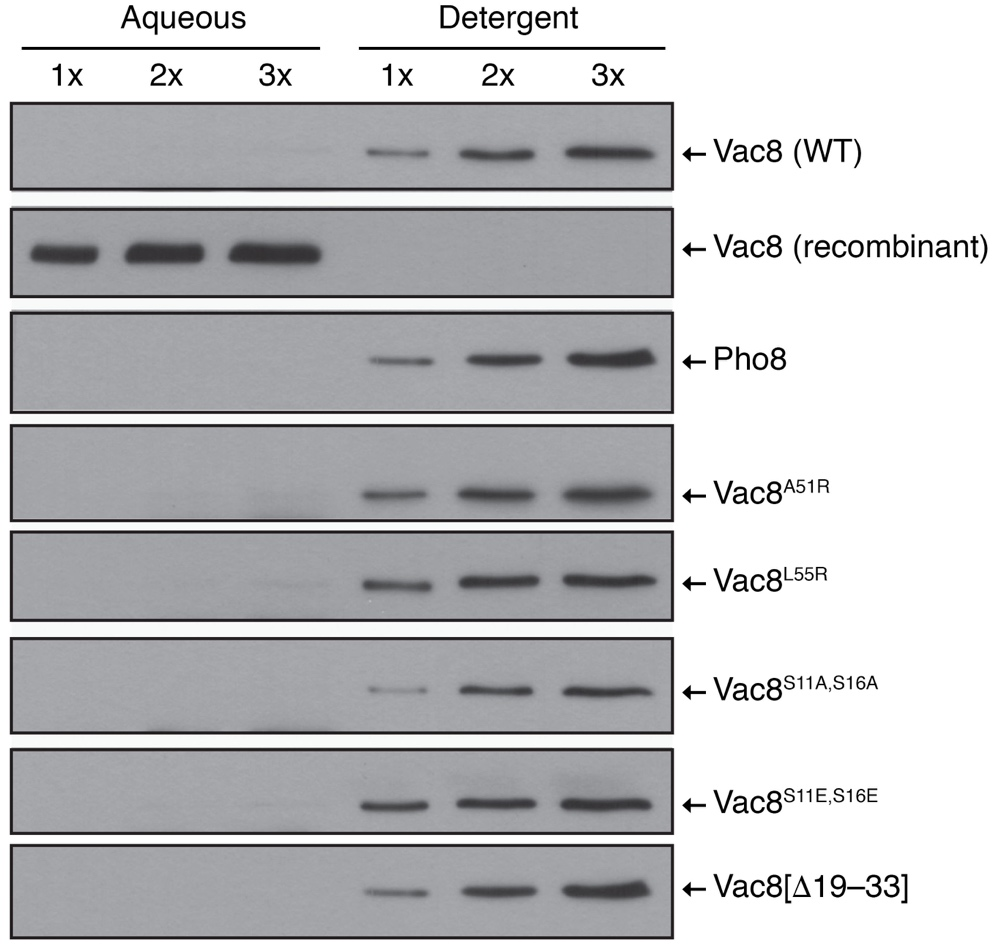 Aqueous Detergent
1x 2x 3x 1x 2x 3x
←Vac8 (WT)
←Vac8 (recombinant)
←Pho8
←Vac8A51R
←Vac8L55R
←Vac8S11A,S16A
←Vac8S11E,S16E
←Vac8[Δ19–33]